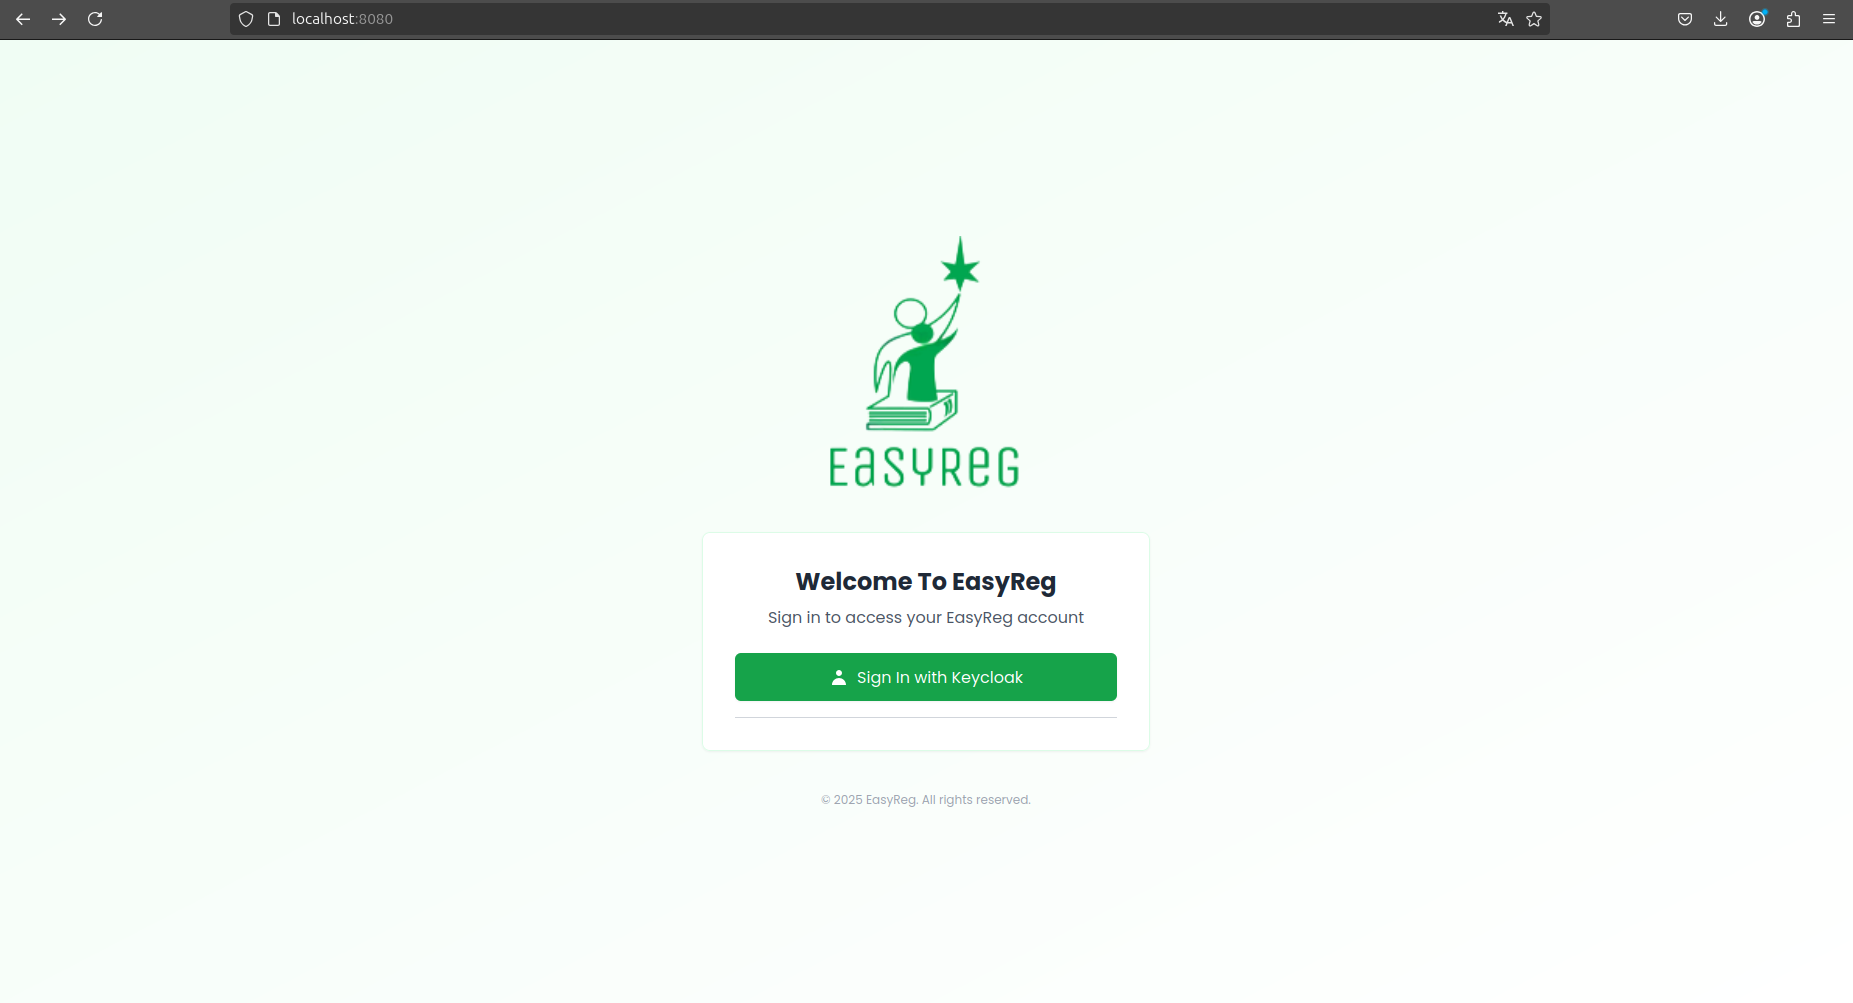 localhost:8080
EasyReg
Welcome To EasyReg
Sign in to access your EasyReg account
Sign In with Keycloak
© 2025 EasyReg. All rights reserved.